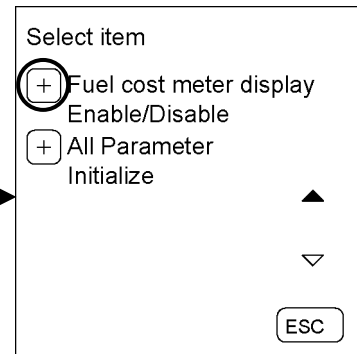 Select item
+ Fuel cost meter display
Enable/Disable
+ All Parameter
Initialize
ESC